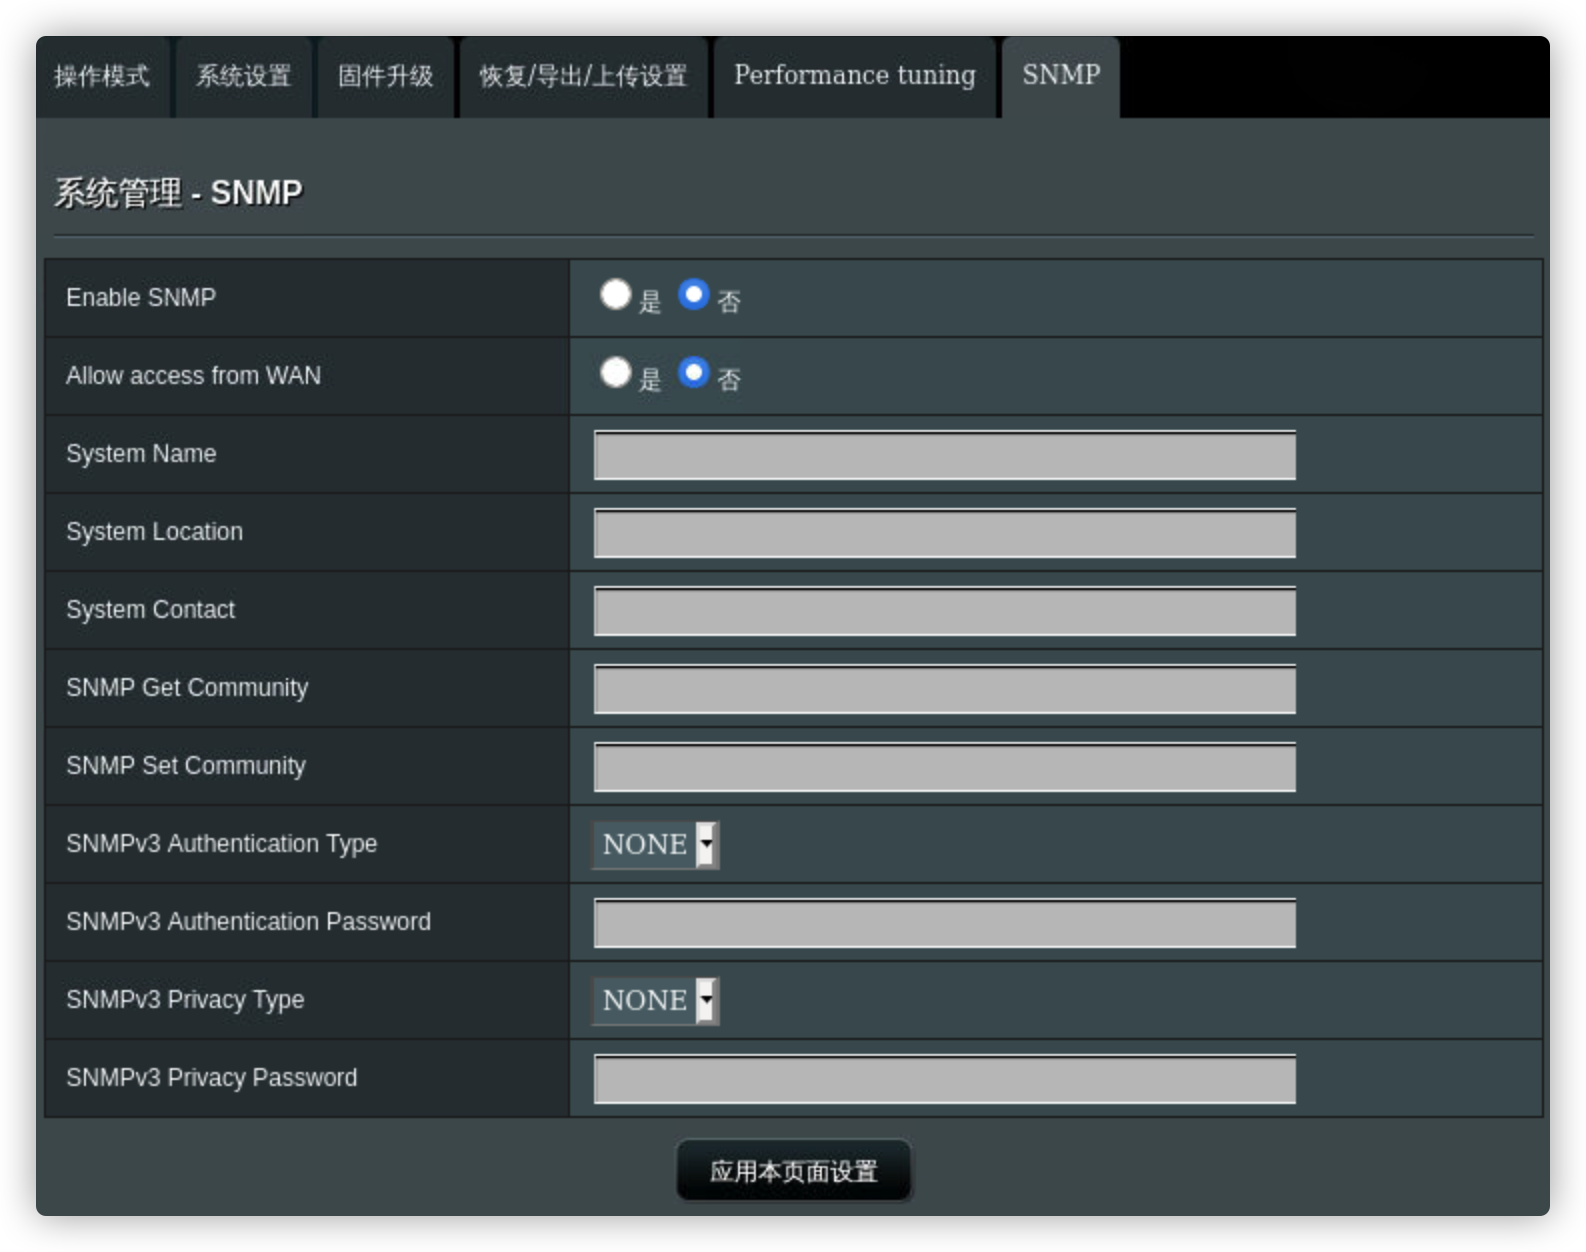 操作模式 系统设置 固件升级 恢复/导出/上传设置 Performance tuning SNMP
系统管理 - SNMP
Enable SNMP 是 否
Allow access from WAN 是 否
System Name
System Location
System Contact
SNMP Get Community
SNMP Set Community
SNMPv3 Authentication Type NONE
SNMPv3 Authentication Password
SNMPv3 Privacy Type NONE
SNMPv3 Privacy Password
应用本页面设置